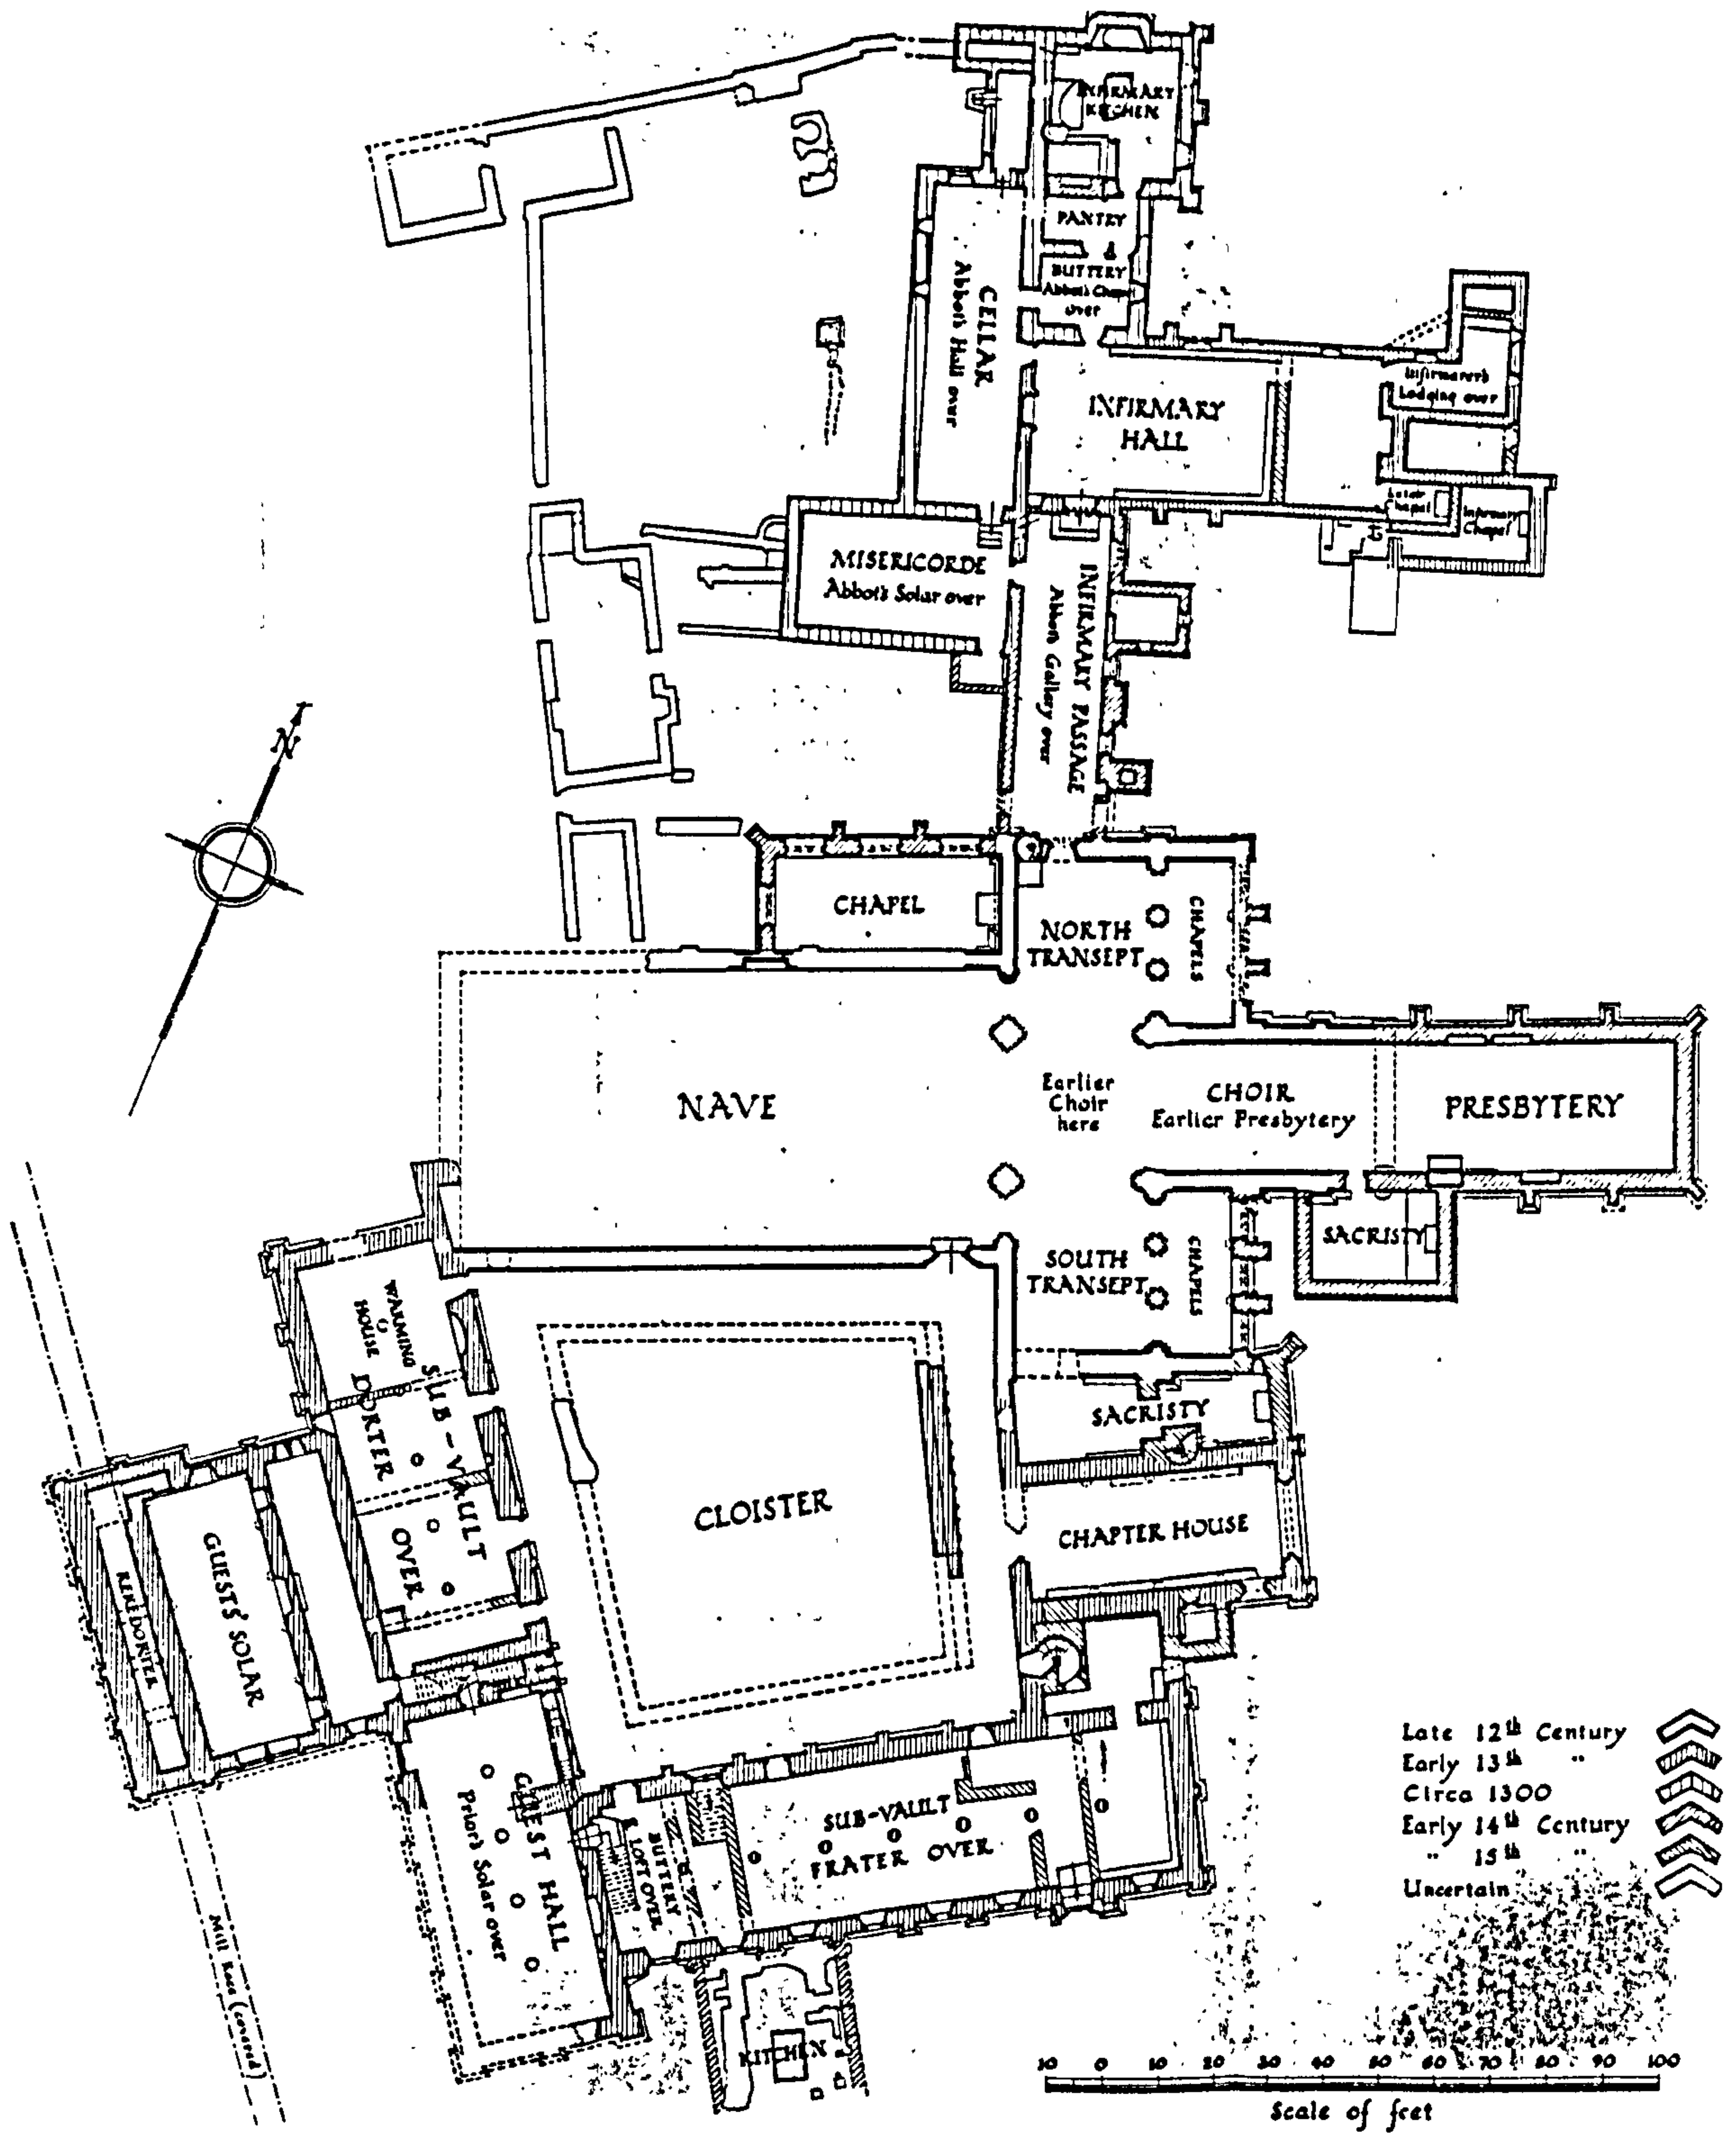 INFIRMARY
KITCHEN
PANTRY
BUTTERY
Abbot's Chapel
over
CELLAR
Abbot's Hall over
INFIRMARY
HALL
Infirmarer's
Lodging over
Later
Chapel
Infirmary
Chapel
MISERICORDE
Abbot's Solar over
INFIRMARY PASSAGE
Abbot's Gallery over
N
CHAPEL
NORTH
TRANSEPT
CHAPELS
NAVE
Earlier
Choir
here
CHOIR
Earlier Presbytery
PRESBYTERY
SACRISTY
SOUTH
TRANSEPT
CHAPELS
WARMING
HOUSE
SUB-VAULT
DORTER
OVER
SACRISTY
CLOISTER
CHAPTER HOUSE
GUESTS' SOLAR
REREDORTER
GUEST HALL
Prior's Solar over
BUTTERY
& LOFT OVER
SUB-VAULT
FRATER OVER
KITCHEN
Mill Race (covered)
Late 12th Century
Early 13th "
Circa 1300
Early 14th Century
" 15th "
Uncertain
10 0 10 20 30 40 50 60 70 80 90 100
Scale of feet